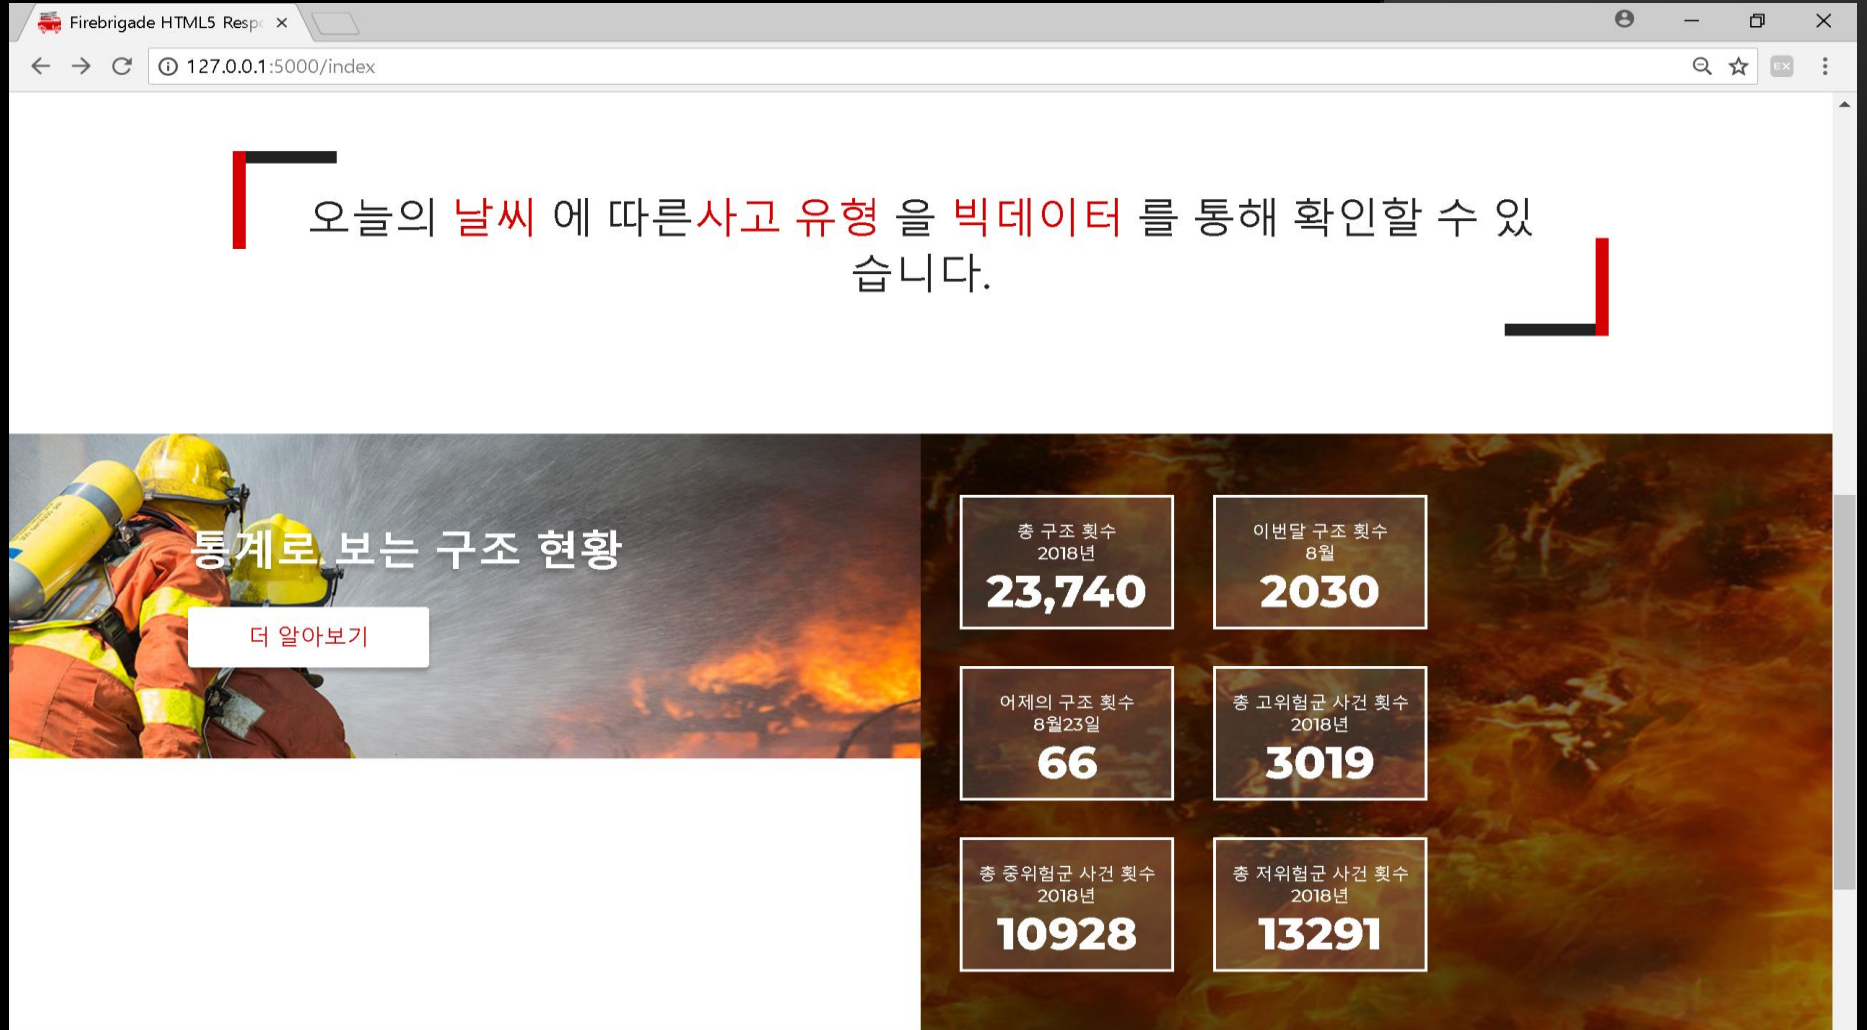 Firebrigade HTML5 Resp
127.0.0.1:5000/index
EX
오늘의 날씨 에 따른사고 유형 을 빅데이터 를 통해 확인할 수 있
습니다.
통계로 보는 구조 현황
더 알아보기
총 구조 횟수
2018년
23,740
이번달 구조 횟수
8월
2030
어제의 구조 횟수
8월23일
66
총 고위험군 사건 횟수
2018년
3019
총 중위험군 사건 횟수
2018년
10928
총 저위험군 사건 횟수
2018년
13291